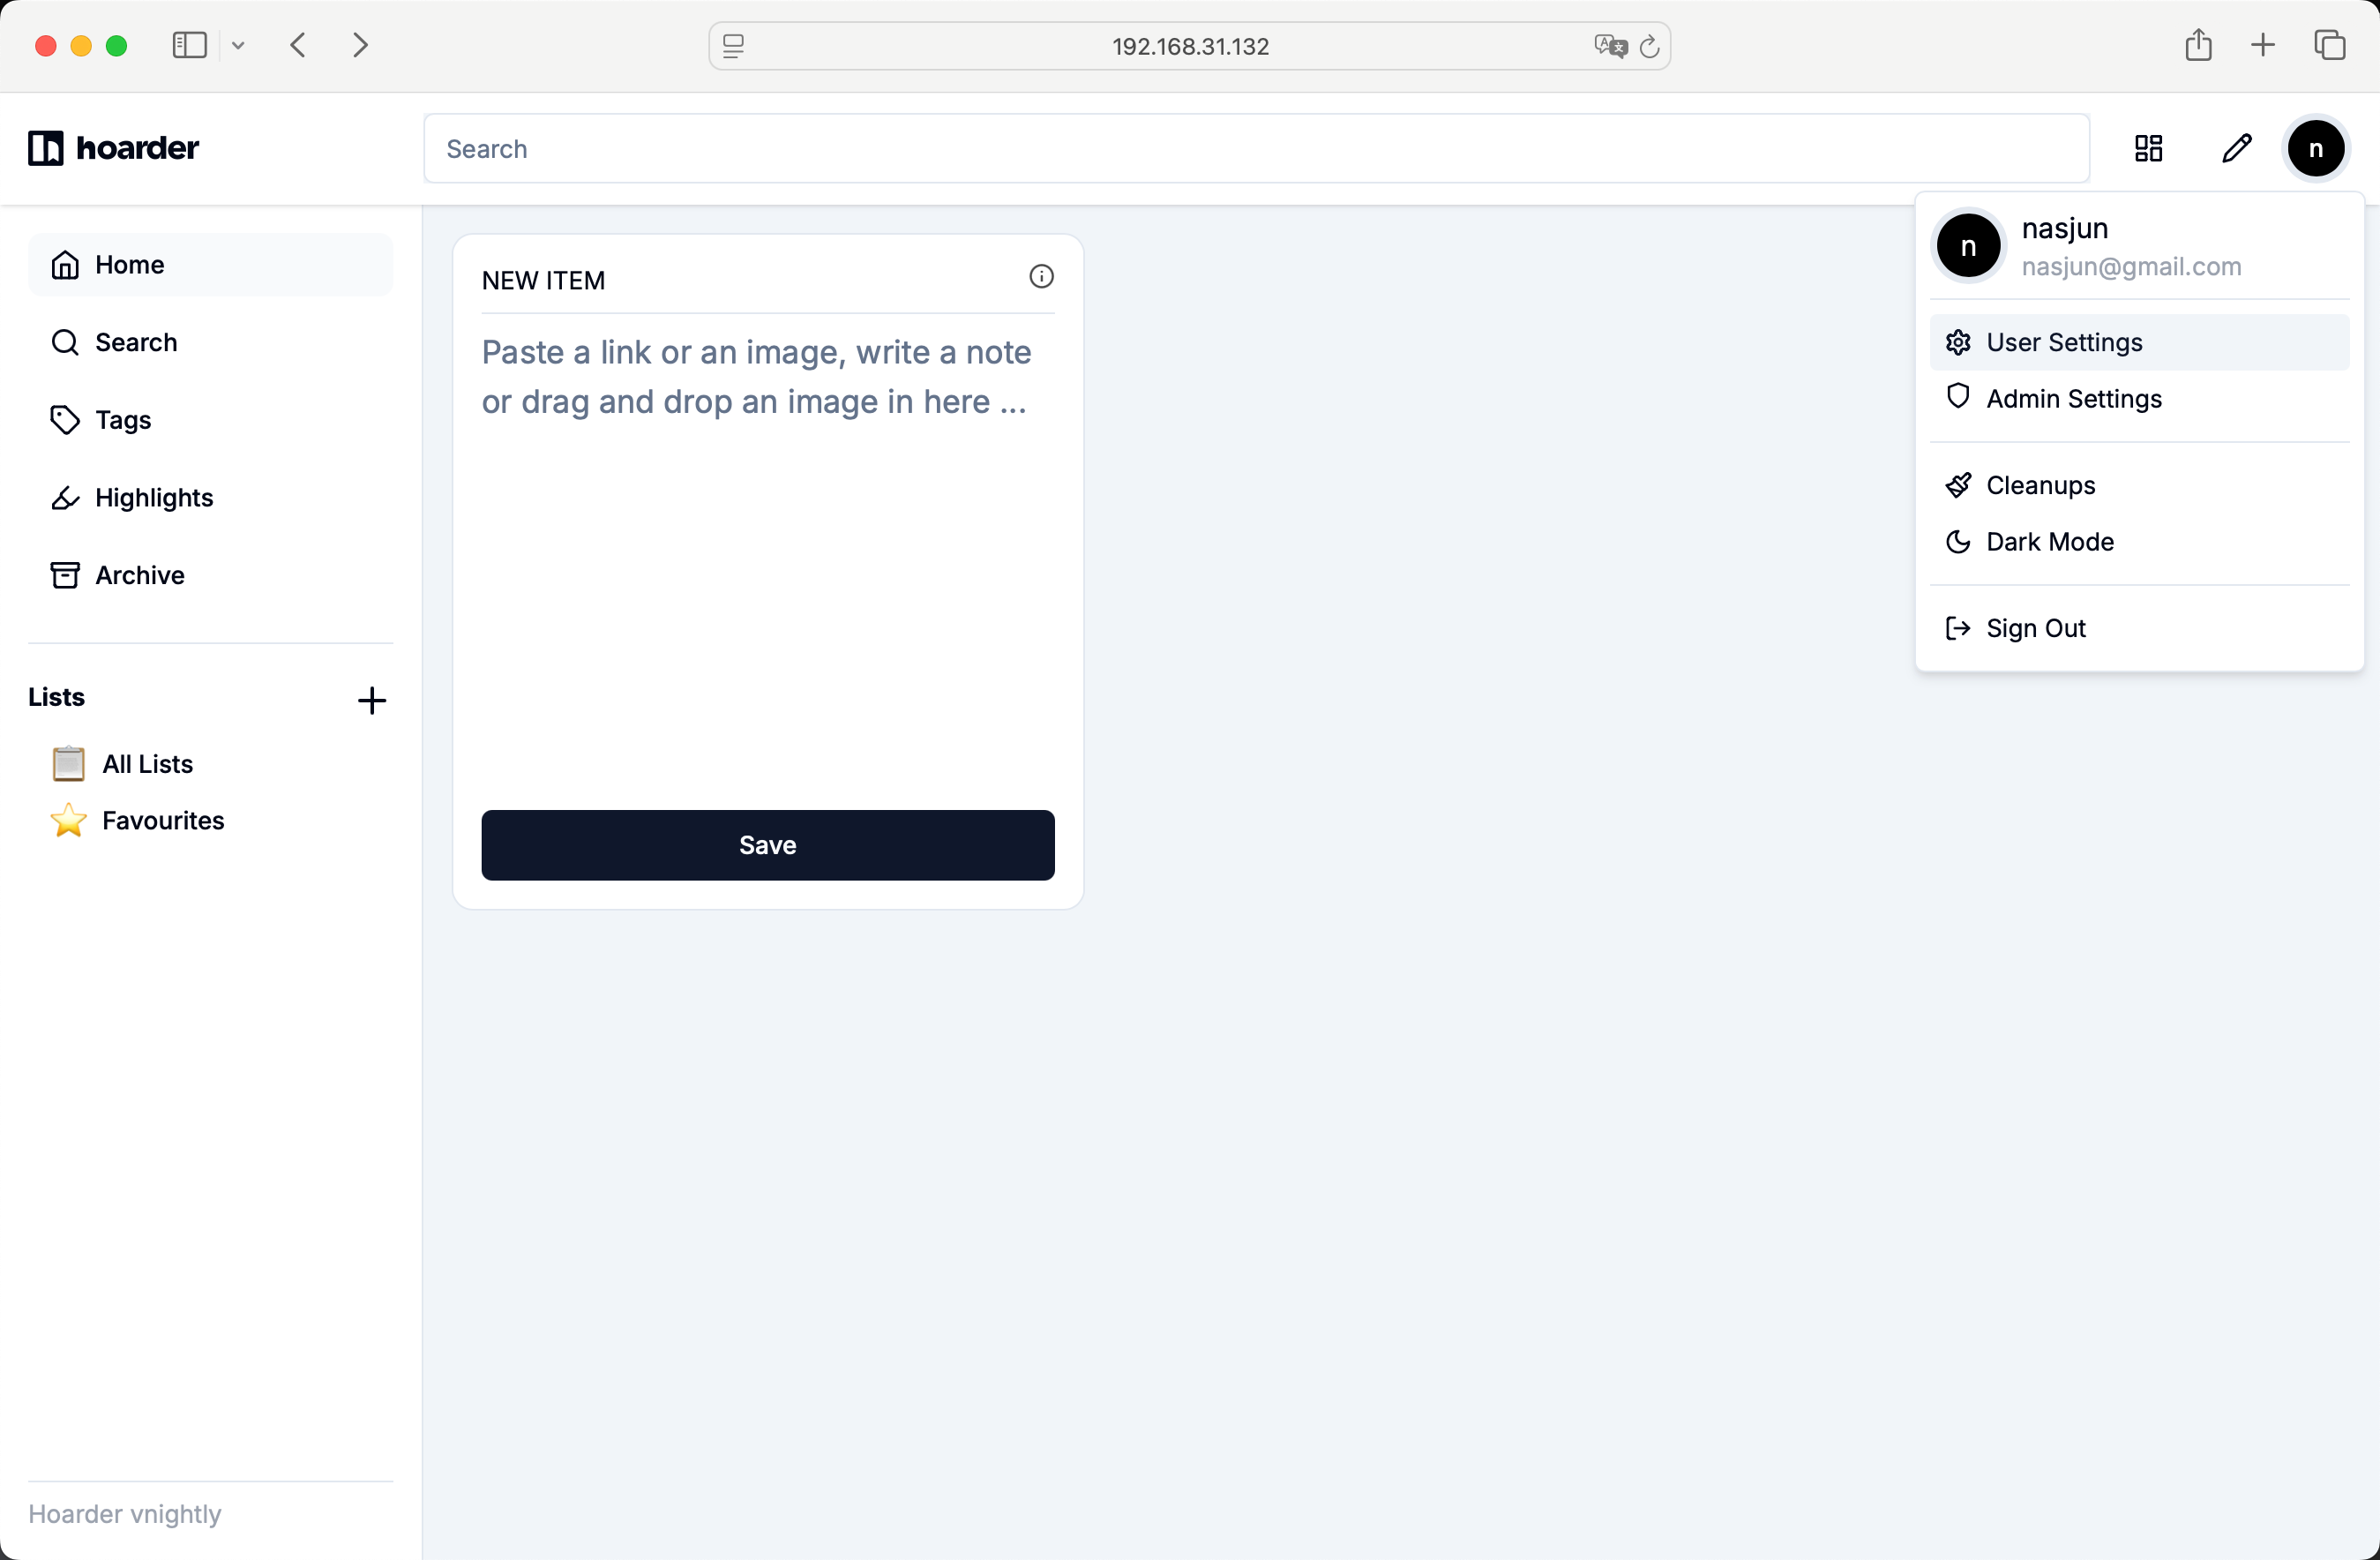 192.168.31.132
hoarder
Search
n
n
nasjun
nasjun@gmail.com
User Settings
Admin Settings
Cleanups
Dark Mode
Sign Out
Home
Search
Tags
Highlights
Archive
Lists
All Lists
Favourites
NEW ITEM
Paste a link or an image, write a note
or drag and drop an image in here ...
Save
Hoarder vnightly